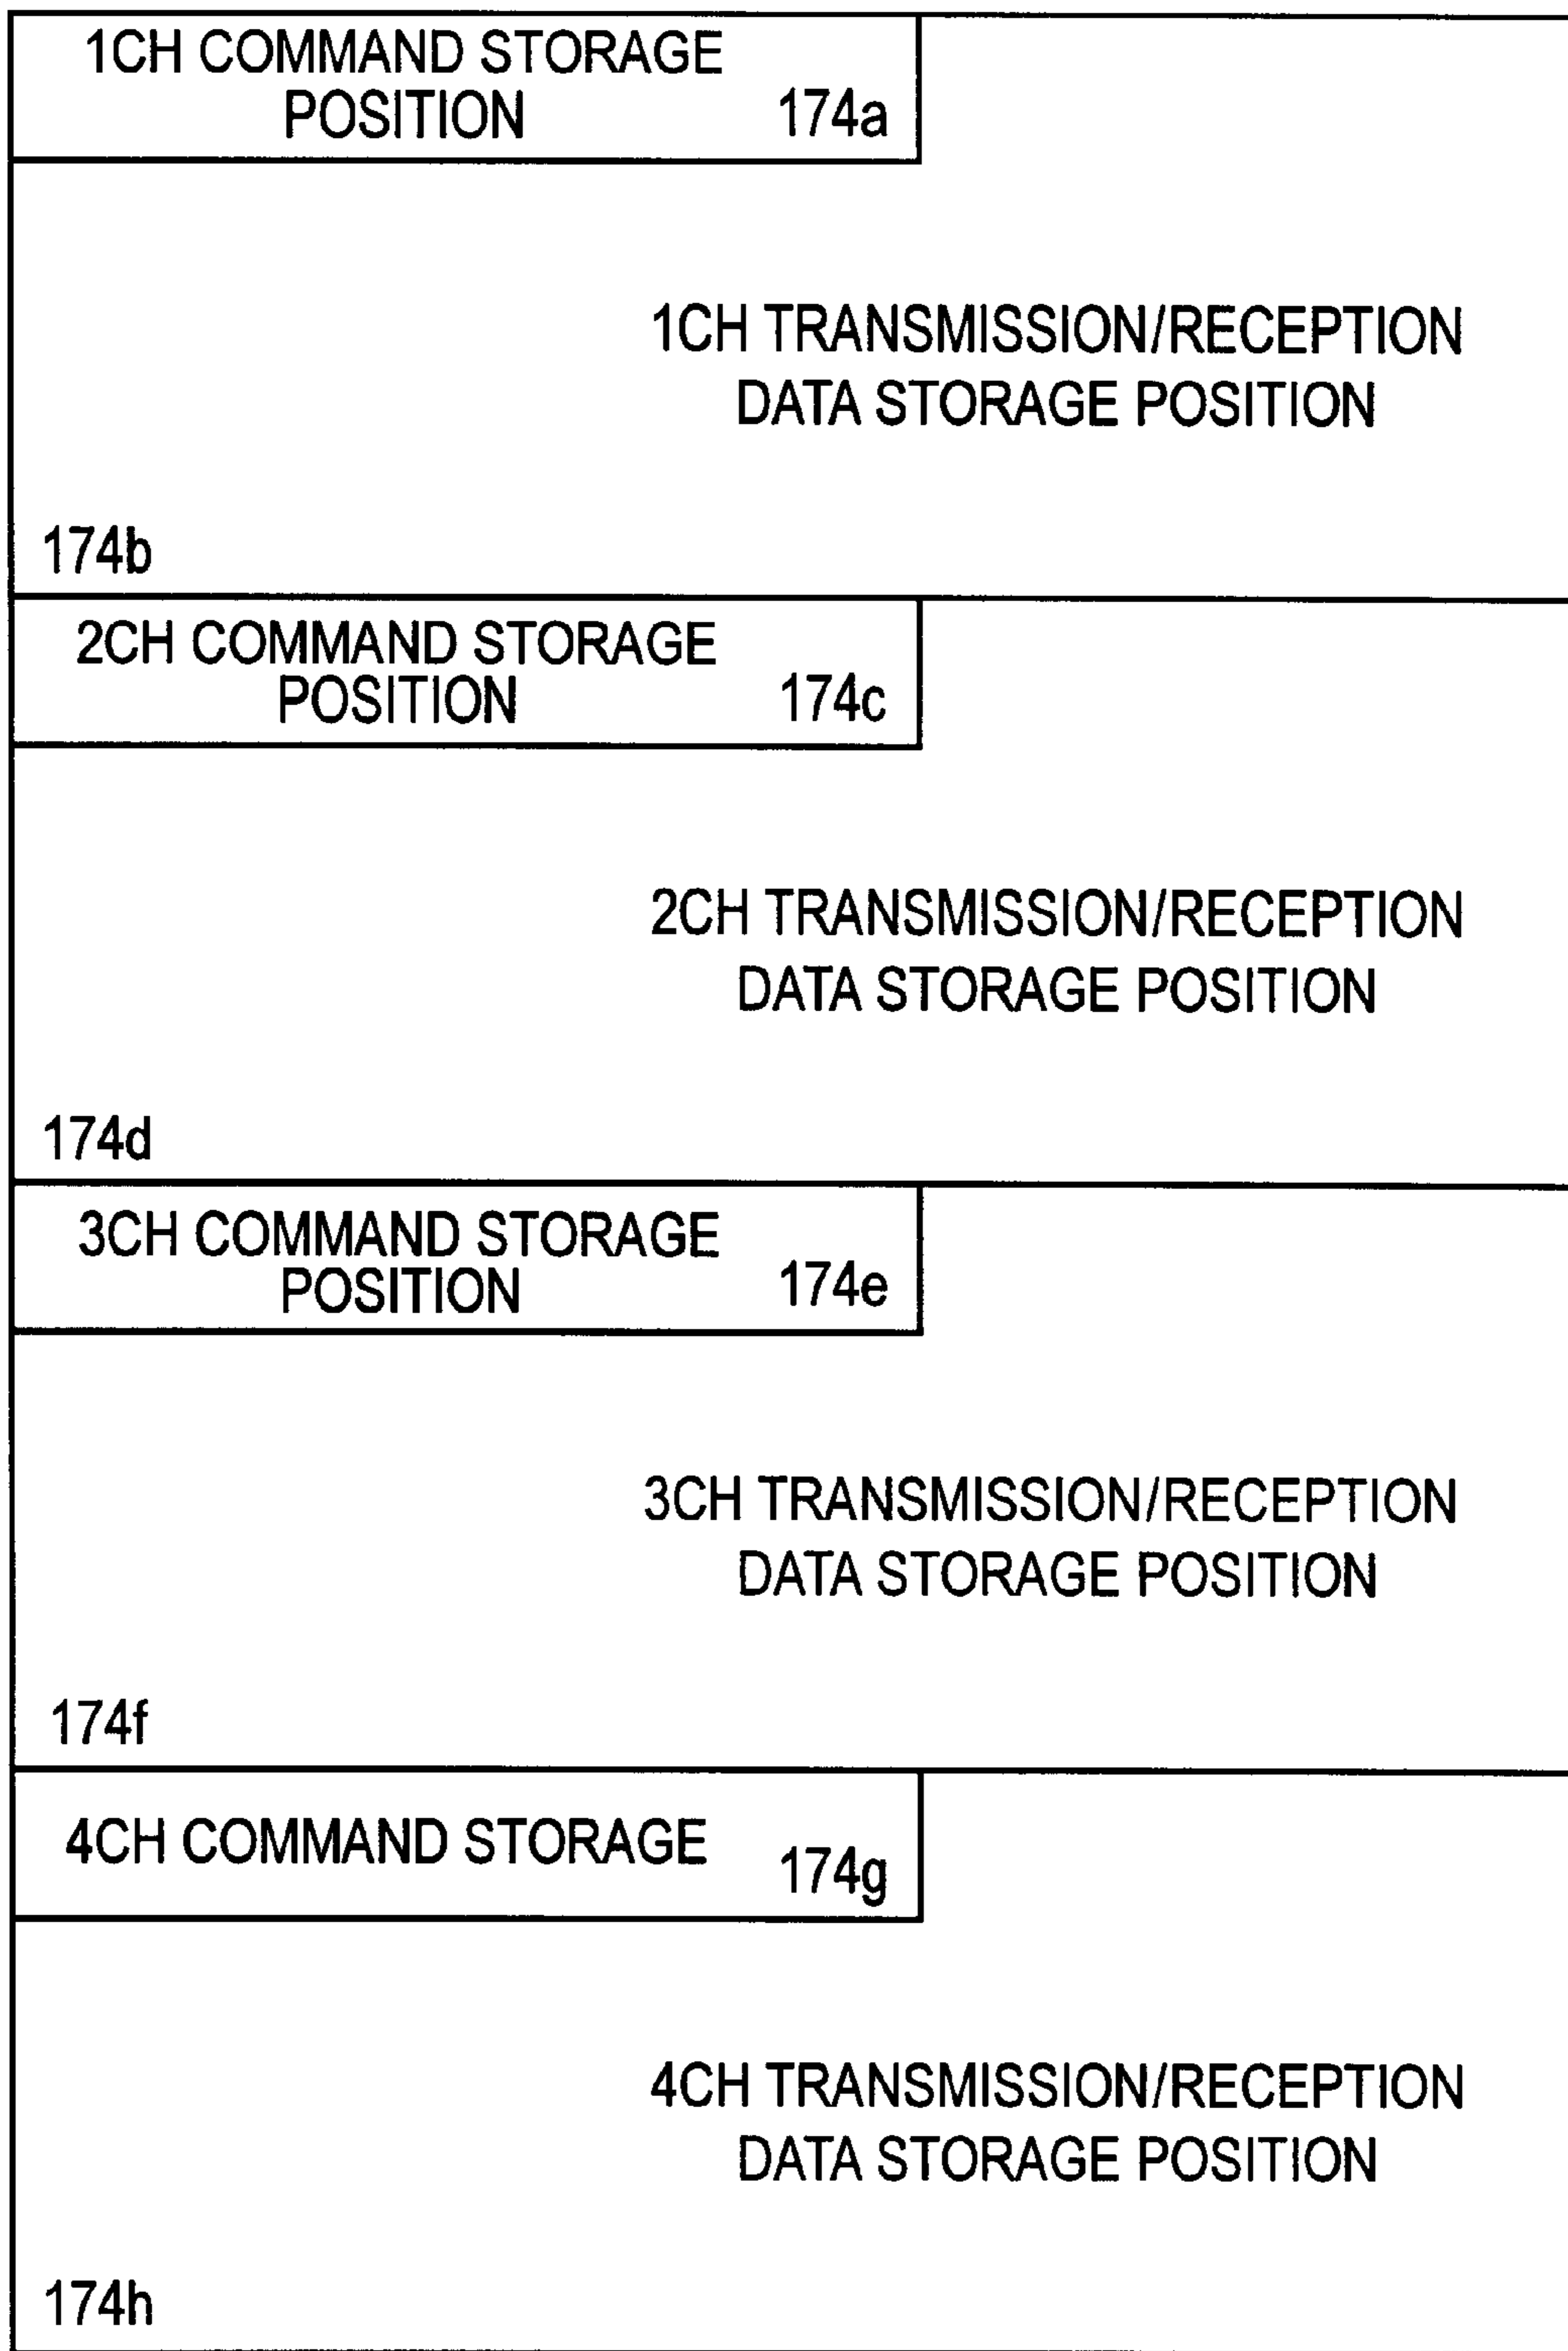 1CH COMMAND STORAGE
POSITION 174a
1CH TRANSMISSION/RECEPTION
DATA STORAGE POSITION
174b
2CH COMMAND STORAGE
POSITION 174c
2CH TRANSMISSION/RECEPTION
DATA STORAGE POSITION
174d
3CH COMMAND STORAGE
POSITION 174e
3CH TRANSMISSION/RECEPTION
DATA STORAGE POSITION
174f
4CH COMMAND STORAGE 174g
4CH TRANSMISSION/RECEPTION
DATA STORAGE POSITION
174h